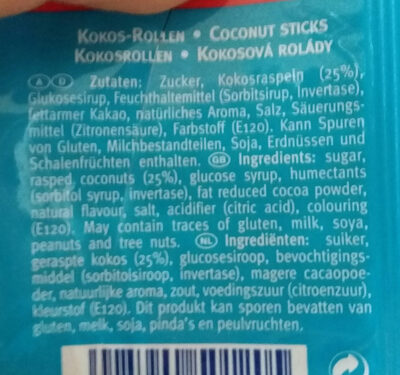 KOKOS-ROLLEN • COCONUT STICKS
KOKOSROLLEN • KOKOSOVÁ ROLÁDY
A D Zutaten: Zucker, Kokosraspeln (25%),
Glukosesirup, Feuchthaltemittel (Sorbitsirup, Invertase),
fettarmer Kakao, natürliches Aroma, Salz, Säuerungs-
mittel (Zitronensäure), Farbstoff (E120). Kann Spuren
von Gluten, Milchbestandteilen, Soja, Erdnüssen und
Schalenfrüchten enthalten. GB Ingredients: sugar,
rasped coconuts (25%), glucose syrup, humectants
(sorbitol syrup, invertase), fat reduced cocoa powder,
natural flavour, salt, acidifier (citric acid), colouring
(E120). May contain traces of gluten, milk, soya,
peanuts and tree nuts. NL Ingrediënten: suiker,
geraspte kokos (25%), glucosesiroop, bevochtigings-
middel (sorbitolsiroop, invertase), magere cacaopoe-
der, natuurlijke aroma, zout, voedingszuur (citroenzuur),
kleurstof (E120). Dit produkt kan sporen bevatten van
gluten, melk, soja, pinda's en peulvruchten.